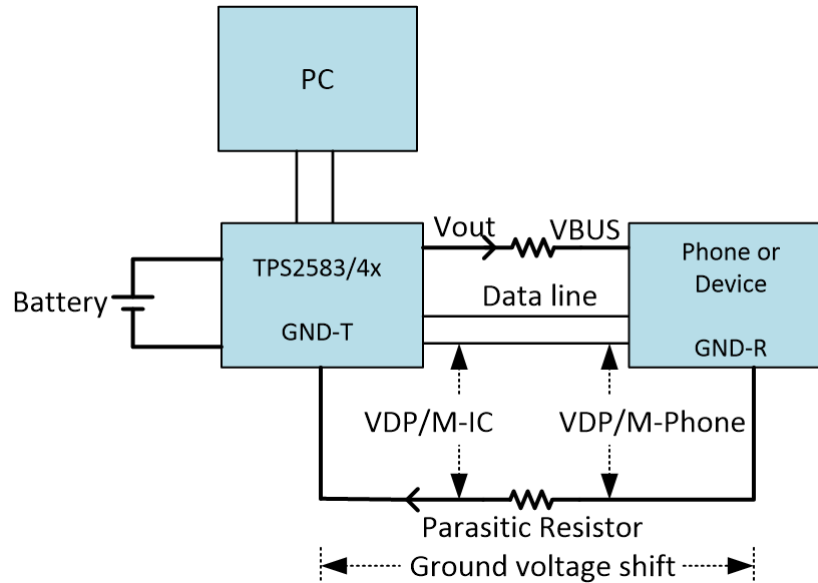 PC
Vout
VBUS
TPS2583/4x
Phone or
Device
Battery
Data line
GND-T
GND-R
VDP/M-IC
VDP/M-Phone
Parasitic Resistor
Ground voltage shift